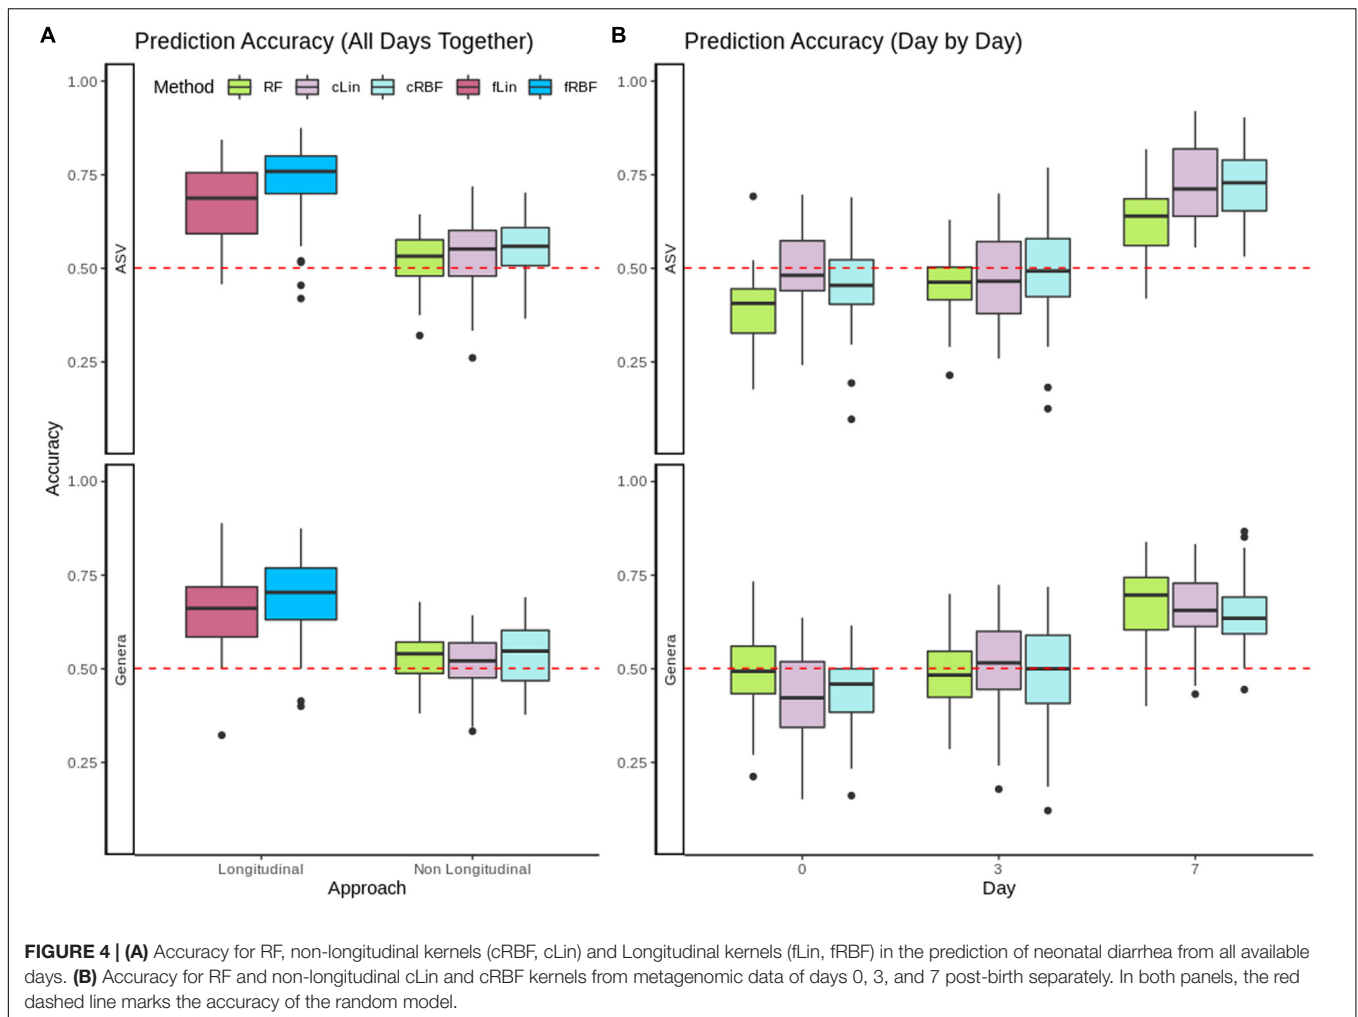 A
Prediction Accuracy (All Days Together)
Method RF cLin cRBF fLin fRBF
Accuracy
ASV
1.00
0.75
0.50
0.25
Genera
1.00
0.75
0.50
0.25
Longitudinal Non Longitudinal
Approach
B
Prediction Accuracy (Day by Day)
ASV
1.00
0.75
0.50
0.25
Genera
1.00
0.75
0.50
0.25
0 3 7
Day
FIGURE 4 | (A) Accuracy for RF, non-longitudinal kernels (cRBF, cLin) and Longitudinal kernels (fLin, fRBF) in the prediction of neonatal diarrhea from all available
days. (B) Accuracy for RF and non-longitudinal cLin and cRBF kernels from metagenomic data of days 0, 3, and 7 post-birth separately. In both panels, the red
dashed line marks the accuracy of the random model.